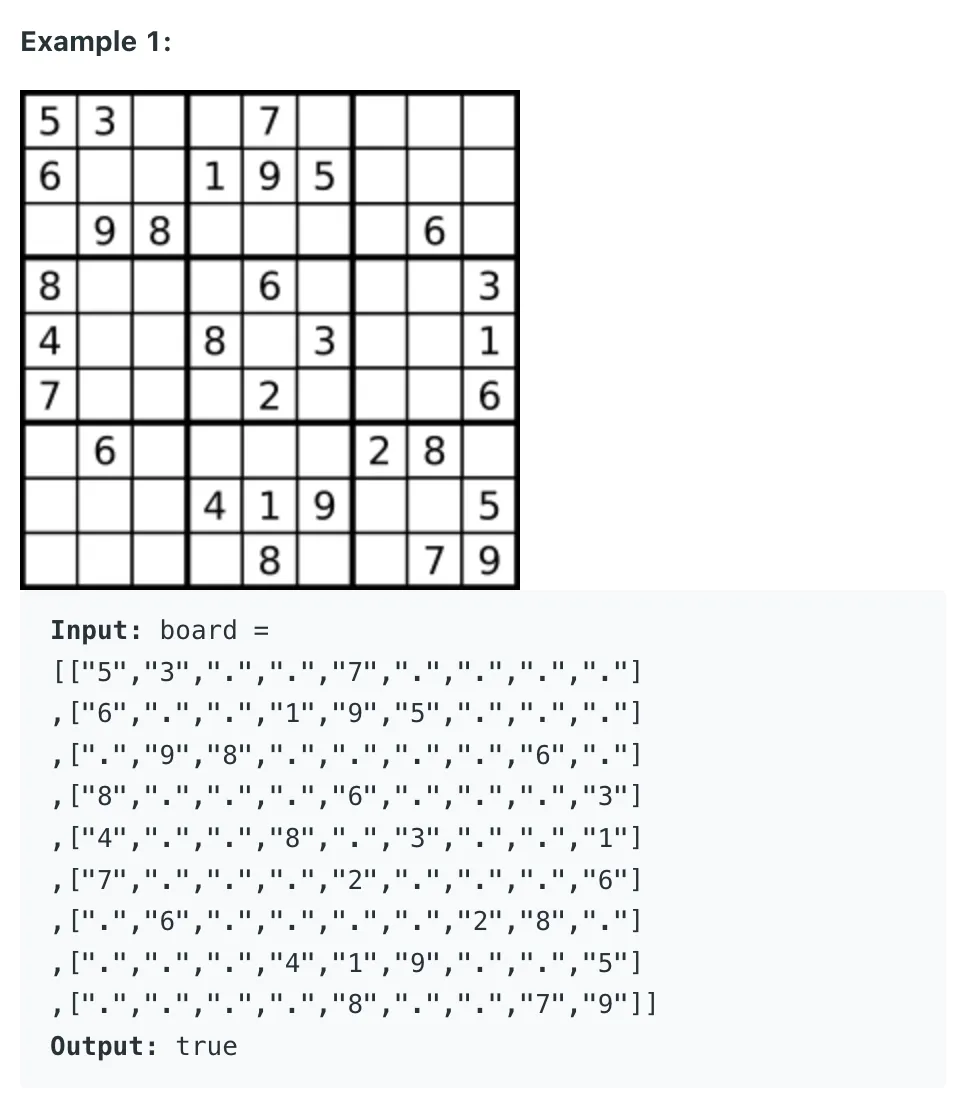 Example 1:
5 3 7
6 1 9 5
9 8 6
8 6 3
4 8 3 1
7 2 6
6 2 8
4 1 9 5
8 7 9
Input: board =
[["5","3",".",".","7",".",".",".","."]
,["6",".",".","1","9","5",".",".","."]
,[".","9","8",".",".",".",".","6","."]
,["8",".",".",".","6",".",".",".","3"]
,["4",".",".","8",".","3",".",".","1"]
,["7",".",".",".","2",".",".",".","6"]
,[".","6",".",".",".",".","2","8","."]
,[".",".",".","4","1","9",".",".","5"]
,[".",".",".",".","8",".",".","7","9"]]
Output: true